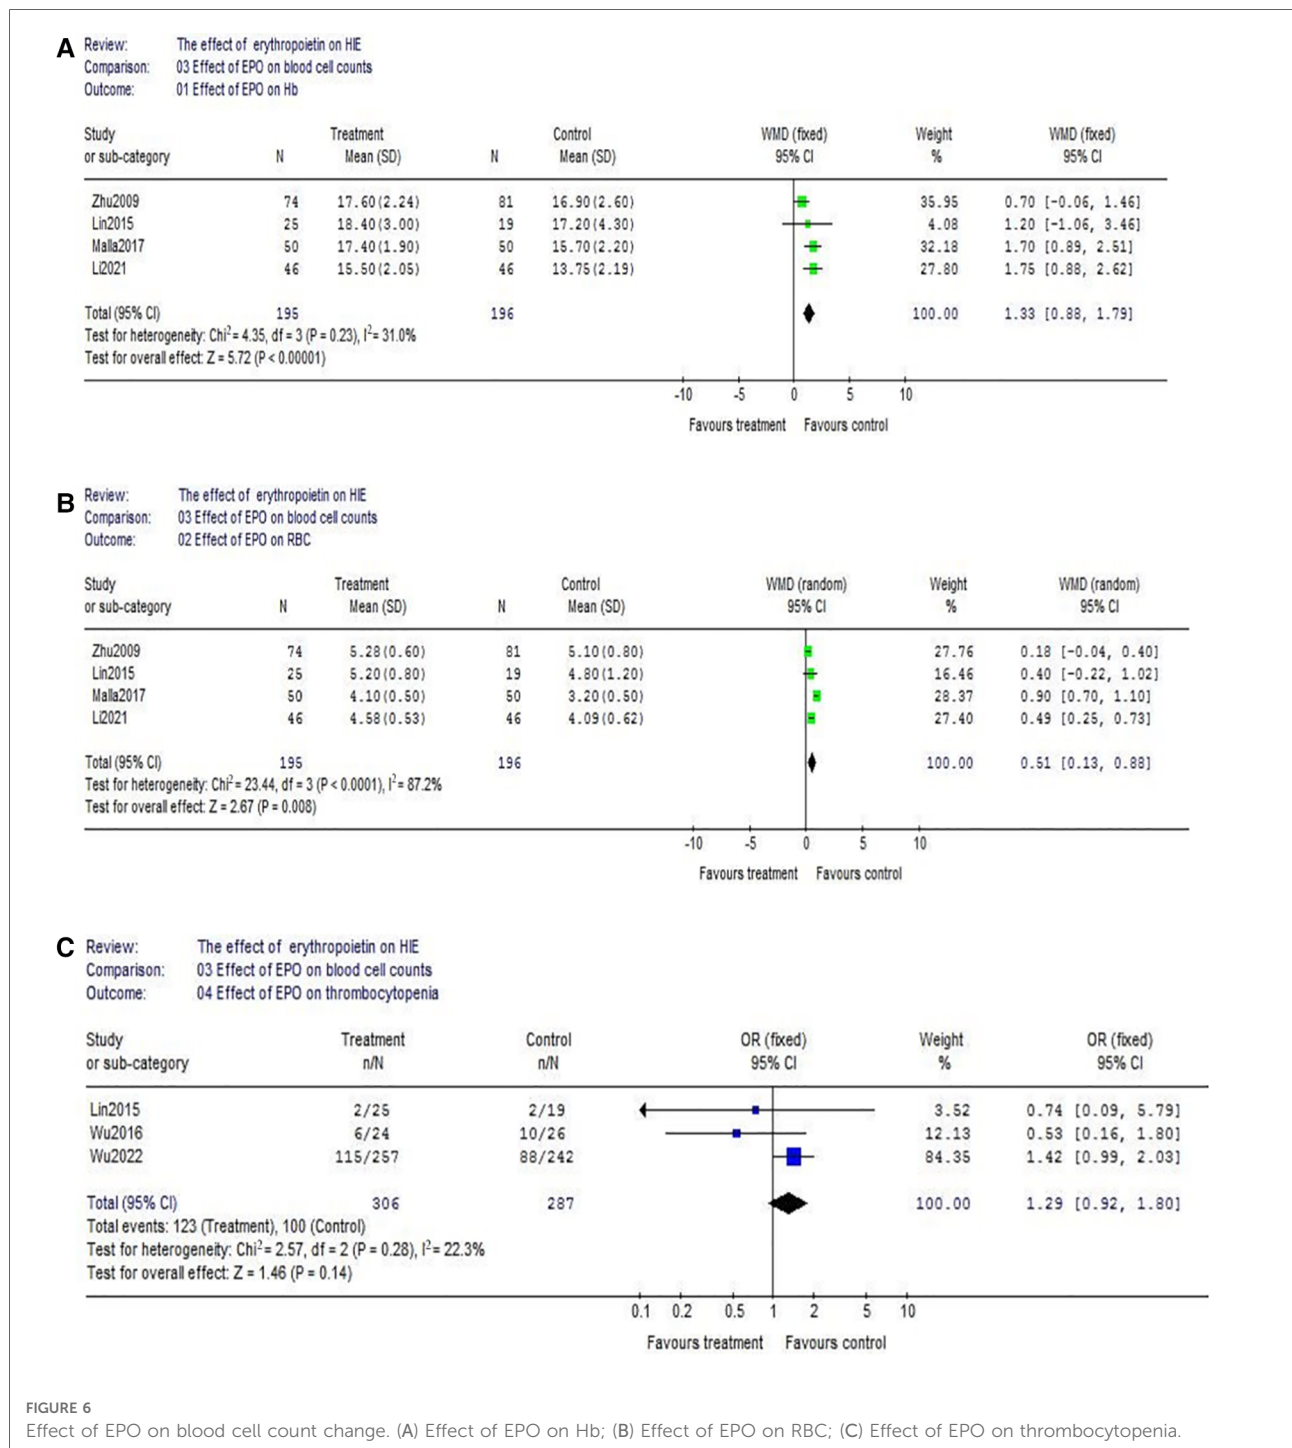 A
Review: The effect of erythropoietin on HIE
Comparison: 03 Effect of EPO on blood cell counts
Outcome: 01 Effect of EPO on Hb
Study Treatment Control WMD (fixed) Weight WMD (fixed)
or sub-category N Mean (SD) N Mean (SD) 95% CI % 95% CI
Zhu2009 74 17.60(2.24) 81 16.90(2.60) 35.95 0.70 [-0.06, 1.46]
Lin2015 25 18.40(3.00) 19 17.20(4.30) 4.08 1.20 [-1.06, 3.46]
Malla2017 50 17.40(1.90) 50 15.70(2.20) 32.18 1.70 [0.89, 2.51]
Li2021 46 15.50(2.05) 46 13.75(2.19) 27.80 1.75 [0.88, 2.62]
Total (95% CI) 195 196 100.00 1.33 [0.88, 1.79]
Test for heterogeneity: Chi²= 4.35, df = 3 (P = 0.23), I²= 31.0%
Test for overall effect: Z = 5.72 (P < 0.00001)
-10 -5 0 5 10
Favours treatment Favours control
B
Review: The effect of erythropoietin on HIE
Comparison: 03 Effect of EPO on blood cell counts
Outcome: 02 Effect of EPO on RBC
Study Treatment Control WMD (random) Weight WMD (random)
or sub-category N Mean (SD) N Mean (SD) 95% CI % 95% CI
Zhu2009 74 5.28(0.60) 81 5.10(0.80) 27.76 0.18 [-0.04, 0.40]
Lin2015 25 5.20(0.80) 19 4.80(1.20) 16.46 0.40 [-0.22, 1.02]
Malla2017 50 4.10(0.50) 50 3.20(0.50) 28.37 0.90 [0.70, 1.10]
Li2021 46 4.58(0.53) 46 4.09(0.62) 27.40 0.49 [0.25, 0.73]
Total (95% CI) 195 196 100.00 0.51 [0.13, 0.88]
Test for heterogeneity: Chi²= 23.44, df = 3 (P < 0.0001), I²= 87.2%
Test for overall effect: Z = 2.67 (P = 0.008)
-10 -5 0 5 10
Favours treatment Favours control
C
Review: The effect of erythropoietin on HIE
Comparison: 03 Effect of EPO on blood cell counts
Outcome: 04 Effect of EPO on thrombocytopenia
Study Treatment Control OR (fixed) Weight OR (fixed)
or sub-category n/N n/N 95% CI % 95% CI
Lin2015 2/25 2/19 3.52 0.74 [0.09, 5.79]
Wu2016 6/24 10/26 12.13 0.53 [0.16, 1.80]
Wu2022 115/257 88/242 84.35 1.42 [0.99, 2.03]
Total (95% CI) 306 287 100.00 1.29 [0.92, 1.80]
Total events: 123 (Treatment), 100 (Control)
Test for heterogeneity: Chi²= 2.57, df = 2 (P = 0.28), I²= 22.3%
Test for overall effect: Z = 1.46 (P = 0.14)
0.1 0.2 0.5 1 2 5 10
Favours treatment Favours control
FIGURE 6
Effect of EPO on blood cell count change. (A) Effect of EPO on Hb; (B) Effect of EPO on RBC; (C) Effect of EPO on thrombocytopenia.